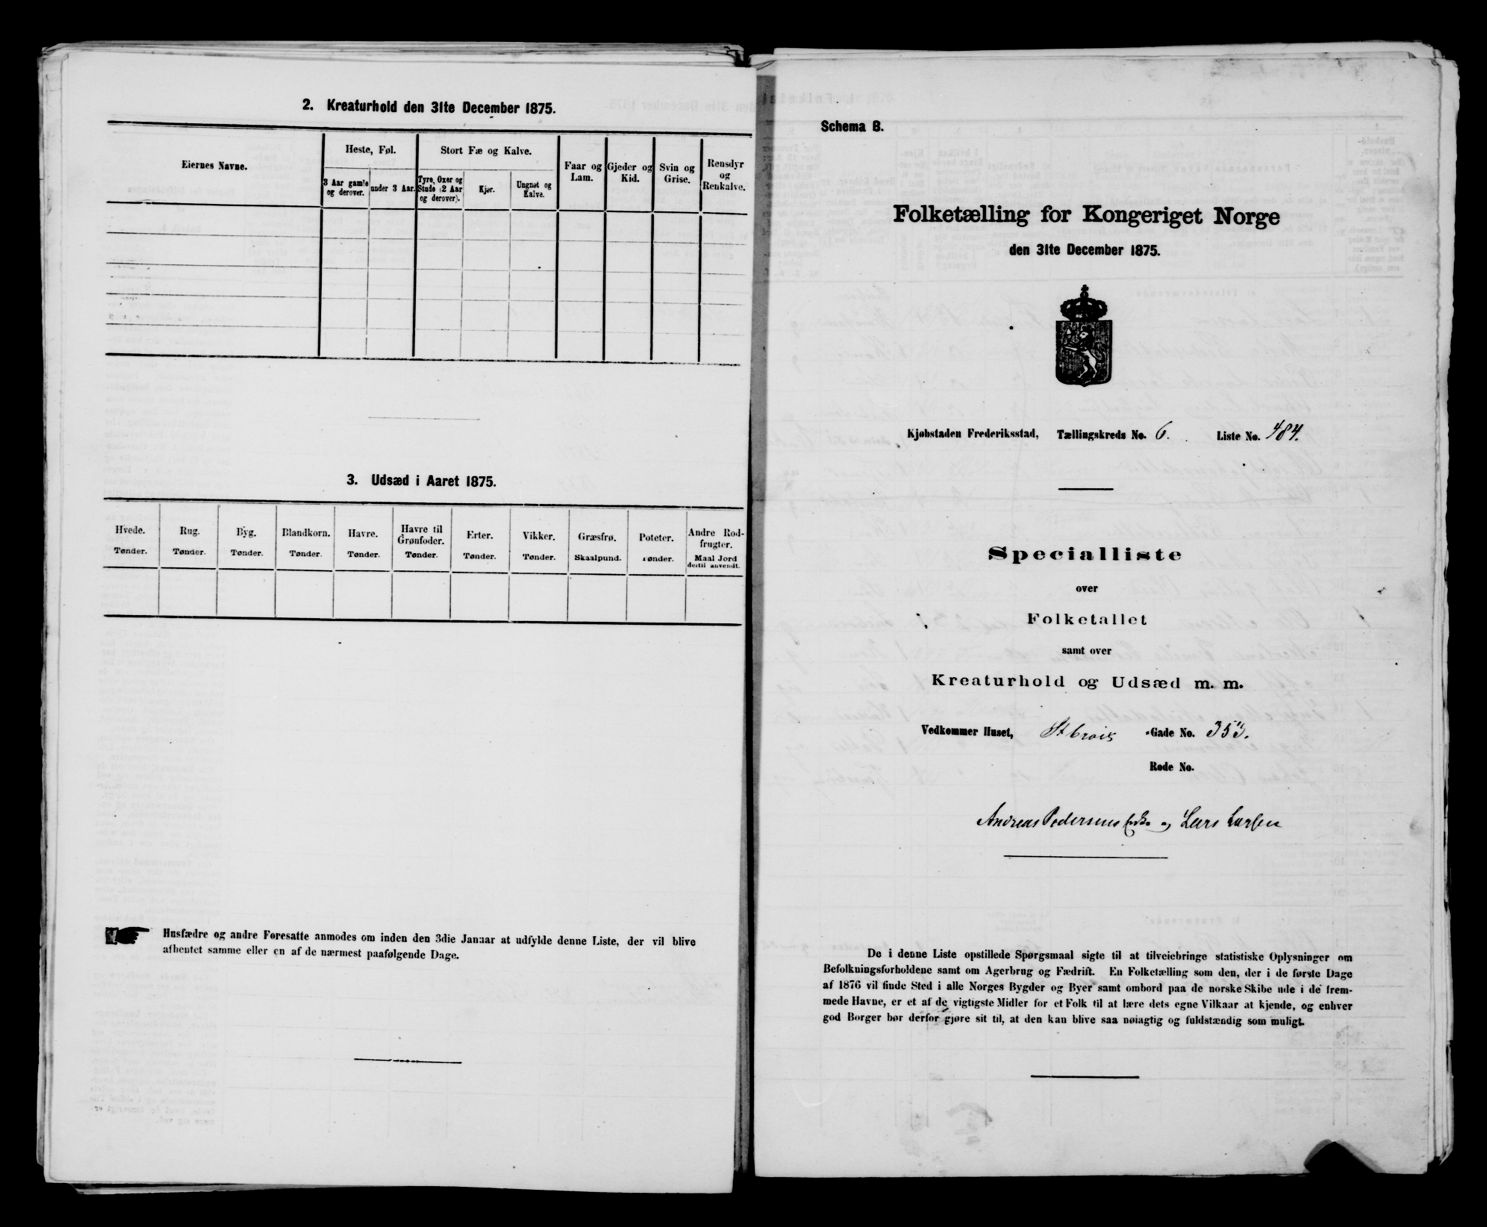 2. Kreaturhold den 31te December 1875.
Eiernes Navne.
Heste, Føl.
Stort Fæ og Kalve.
Faar og Lam.
Gjeder og Kid.
Svin og Grise.
Rensdyr og Renkalve.
3 Aar gamle og derover.
under 3 Aar.
Tyre, Oxer og Stude (2 Aar og derover).
Kjør.
Ungnøt og Kalve.
3. Udsæd i Aaret 1875.
Hvede. Rug. Byg. Blandkorn. Havre. Havre til Grønfoder. Erter. Vikker. Græsfrø. Poteter. Andre Rodfrugter.
Tønder. Tønder. Tønder. Tønder. Tønder. Tønder. Tønder. Tønder. Skaalpund. Tønder. Maal Jord dertil anvendt.
Husfædre og andre Foresatte anmodes om inden den 3die Januar at udfylde denne Liste, der vil blive
afhentet samme eller en af de nærmest paafølgende Dage.
Schema B.
Folketælling for Kongeriget Norge
den 31te December 1875.
Kjøbstaden Frederiksstad, Tællingskreds No. 6. Liste No. 484.
Specialliste
over
Folketallet
samt over
Kreaturhold og Udsæd m. m.
Vedkommer Huset, St Croix -Gade No. 353.
Rode No.
Andreas Pedersens Enke og Lars Larsen
De i denne Liste opstillede Spørgsmaal sigte til at tilveiebringe statistiske Oplysninger om
Befolkningsforholdene samt om Agerbrug og Fædrift. En Folketælling som den, der i de første Dage
af 1876 vil finde Sted i alle Norges Bygder og Byer samt ombord paa de norske Skibe ude i de frem-
mede Havne, er et af de vigtigste Midler for et Folk til at lære dets egne Vilkaar at kjende, og enhver
god Borger bør derfor gjøre sit til, at den kan blive saa nøiagtig og fuldstændig som muligt.